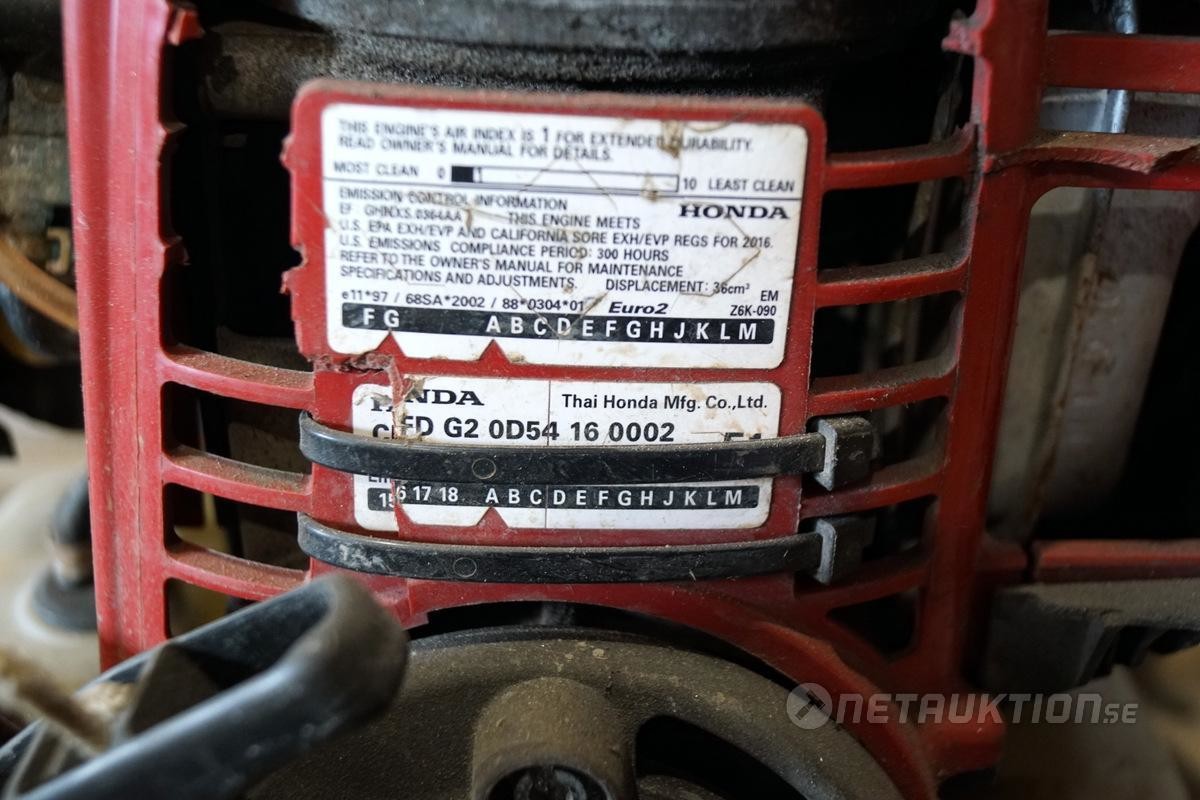 THIS ENGINE'S AIR INDEX IS 1 FOR EXTENDED DURABILITY.
READ OWNER'S MANUAL FOR DETAILS.
MOST CLEAN 0 1 10 LEAST CLEAN
EMISSION CONTROL INFORMATION HONDA
EF GHNXS.0364AA THIS ENGINE MEETS
U.S. EPA EXH/EVP AND CALIFORNIA SORE EXH/EVP REGS FOR 2016.
U.S. EMISSIONS COMPLIANCE PERIOD: 300 HOURS
REFER TO THE OWNER'S MANUAL FOR MAINTENANCE
SPECIFICATIONS AND ADJUSTMENTS. DISPLACEMENT: 36cm³
e11*97 / 68SA*2002 / 88*0304*01 Euro2 EM
Z6K-090
F G A B C D E F G H J K L M
HONDA Thai Honda Mfg. Co.,Ltd.
G2 0D54 16 0002
17 18 A B C D E F G H J K L M
NETAUKTION.SE